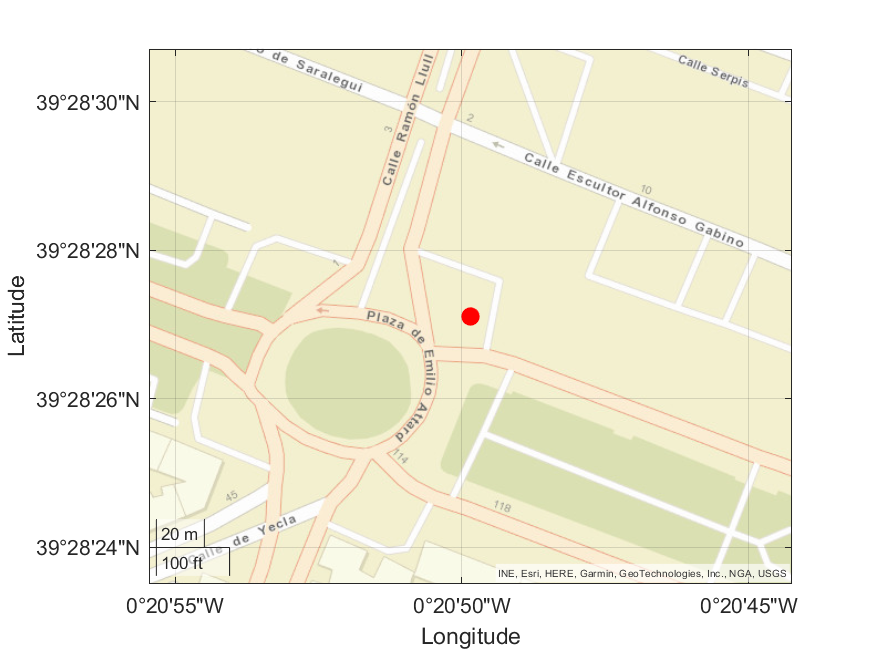 o de Saralegui
Calle Ramón Llull
Calle Serpis
39°28'30"N
3
2
Calle Escultor Alfonso Gabino
10
39°28'28"N
1
Plaza de Emilio Attard
39°28'26"N
114
45
118
Calle de Yecla
20 m
100 ft
39°28'24"N
INE, Esri, HERE, Garmin, GeoTechnologies, Inc., NGA, USGS
0°20'55"W
0°20'50"W
0°20'45"W
Longitude
Latitude